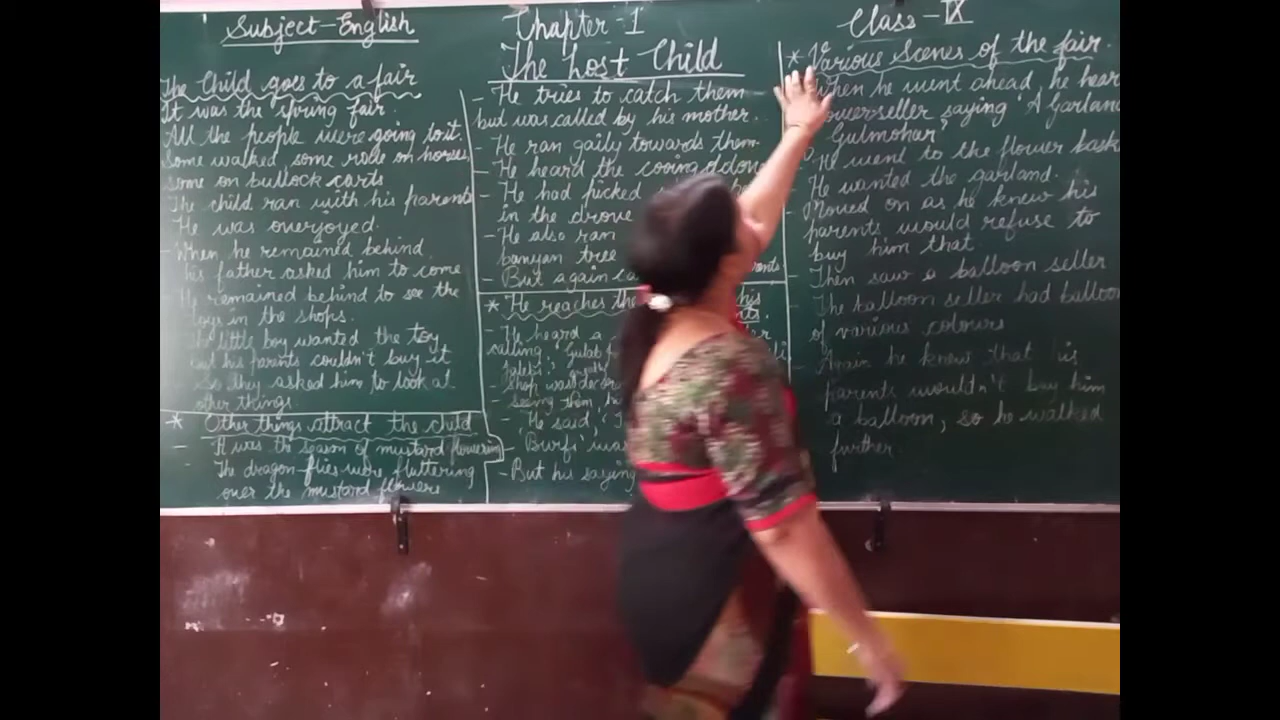 Subject-English
Chapter-1
Class-IX
The Lost Child
The Child goes to a fair
It was the spring fair.
All the people were going to it.
Some walked some rode on horses,
some on bullock carts
The child ran with his parents
He was overjoyed.
- When he remained behind
his father asked him to come
He remained behind to see the
toys in the shops.
little boy wanted the toy,
but his parents couldn't buy it
So they asked him to look at
other things.
* Other things attract the child
- It was the season of mustard flowering
- The dragon-flies were fluttering
over the mustard flowers
- He tries to catch them
but was called by his mother.
- He ran gaily towards them.
- He heard the cooing of
- He had picked
in the grove
- He also ran
banyan tree
- But again
* He reaches the his
- He heard a
calling, 'Gulab
- shop was
- seeing them,
- He said,
- 'Burfi'
- But his saying
* Various Scenes of the fair.
When he went ahead, he hear
saying 'A Garland
Gulmohar'
- He went to the flower bask
- He wanted the garland.
- Moved on as he knew his
parents would refuse to
buy him that
- Then saw a balloon seller
- The balloon seller had balloo
of various colours
- Again he knew that his
parents wouldn't buy him
a balloon, so he walked
further.